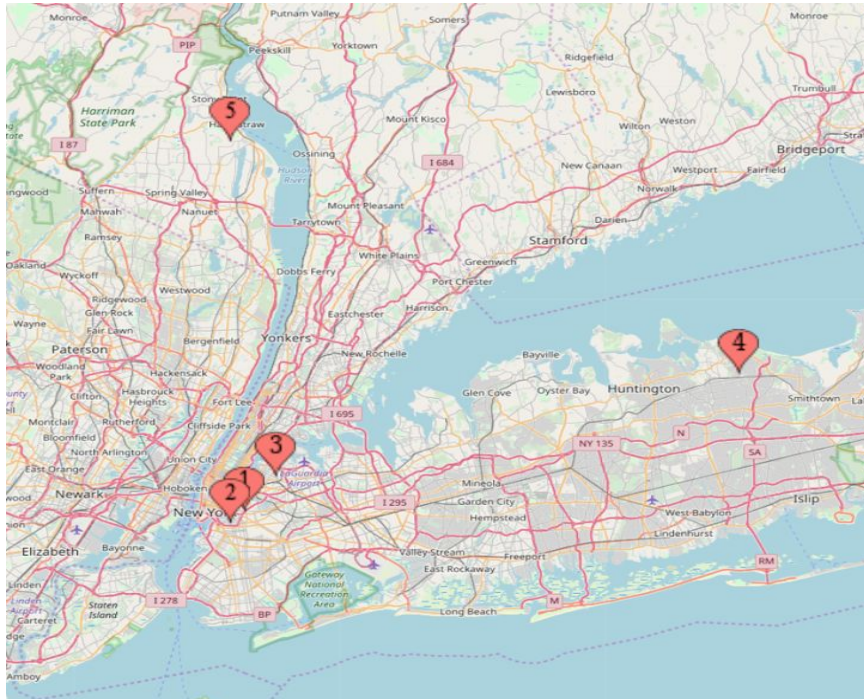 Monroe
Putnam Valley
Somers
Monroe
PIP
Peekskill
Yorktown
Ridgefield
Harriman
State Park
5
Lewisboro
Trumbull
Mount Kisco
Weston
I 87
Wilton
Bridgeport
Ossining
I 684
New Canaan
Westport
Fairfield
Hudson
River
Suffern
Spring Valley
Norwalk
Mahwah
Nanuet
Mount Pleasant
Tarrytown
Darien
Ramsey
Stamford
Oakland
White Plains
Greenwich
Wyckoff
Dobbs Ferry
Port Chester
Westwood
Ridgewood
Harrison
Glen-Rock
Eastchester
Wayne
Fair Lawn
Bergenfield
Yonkers
4
Paterson
New Rochelle
Bayville
Woodland
Park
Hackensack
Glen Cove
Oyster Bay
Huntington
Clifton
Hasbrouck
Heights
Fort Lee
Smithtown
Montclair
Rutherford
I 695
Cliffside Park
N
Bloomfield
North Arlington
3
NY 135
East Orange
Union City
LaGuardia
Airport
SA
1
Mineola
Newark
Hoboken
2
I 295
Garden City
Islip
New Yo
West Babylon
Hempstead
Elizabeth
Bayonne
Lindenhurst
Valley Stream
Freeport
East Rockaway
RM
Linden
Gateway
National
Recreation
Area
Staten
Island
I 278
BP
M
Long Beach
Carteret
Amboy